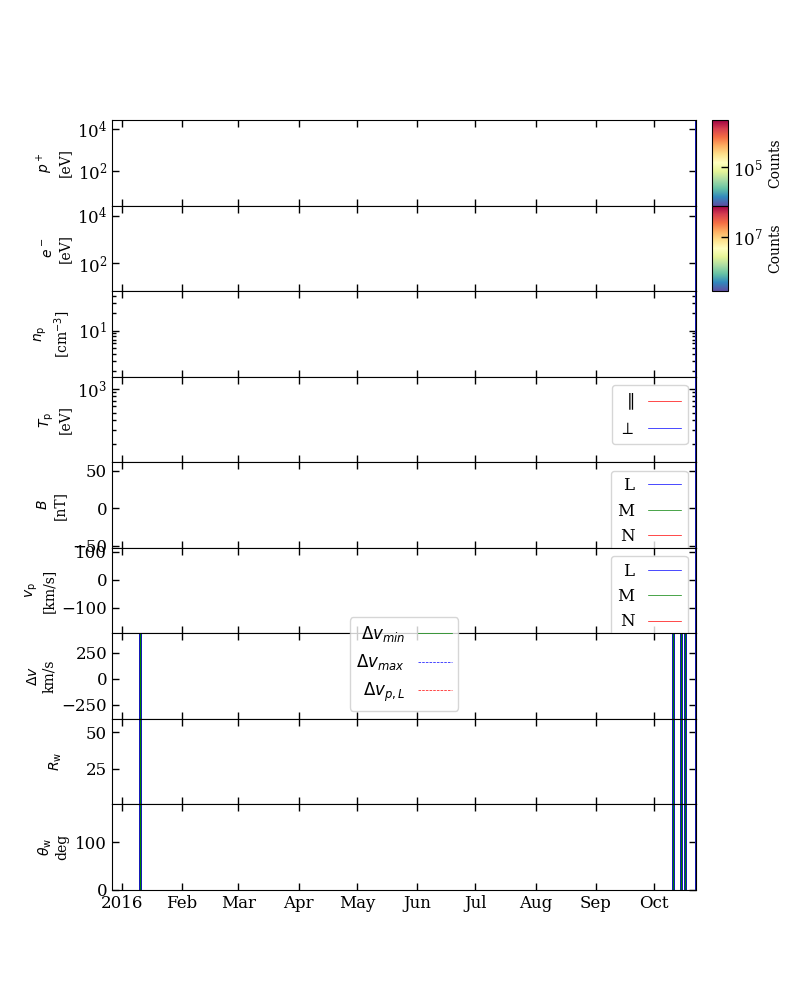 10^4
10^2
p^+
[eV]
10^5
Counts
10^4
10^2
e^-
[eV]
10^7
Counts
10^1
n_p
[cm^−3]
10^3
T_p
[eV]
∥
⊥
50
0
−50
B
[nT]
L
M
N
100
0
−100
v_p
[km/s]
L
M
N
250
0
−250
Δv
km/s
Δv_min
Δv_max
Δv_p,L
50
25
R_w
100
0
θ_w
deg
2016 Feb Mar Apr May Jun Jul Aug Sep Oct